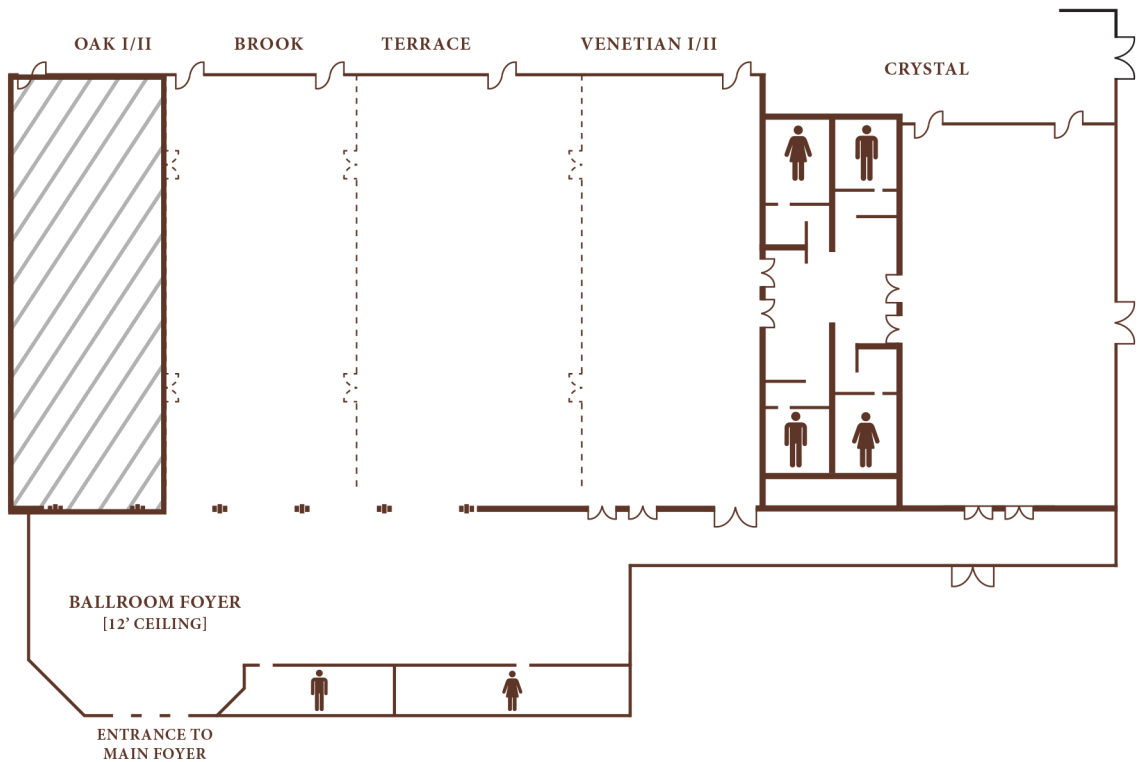 OAK I/II
BROOK
TERRACE
VENETIAN I/II
CRYSTAL
BALLROOM FOYER
[12’ CEILING]
ENTRANCE TO
MAIN FOYER